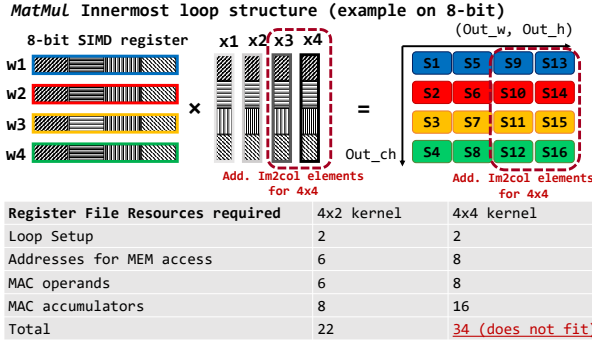 MatMul Innermost loop structure (example on 8-bit)
8-bit SIMD register
x1 x2 x3 x4
(Out_w, Out_h)
w1
w2
w3
w4
×
=
S1 S5 S9 S13
S2 S6 S10 S14
S3 S7 S11 S15
S4 S8 S12 S16
Out_ch
Add. Im2col elements
for 4x4
Add. Im2col elements
for 4x4
Register File Resources required 4x2 kernel 4x4 kernel
Loop Setup 2 2
Addresses for MEM access 6 8
MAC operands 6 8
MAC accumulators 8 16
Total 22 34 (does not fit)